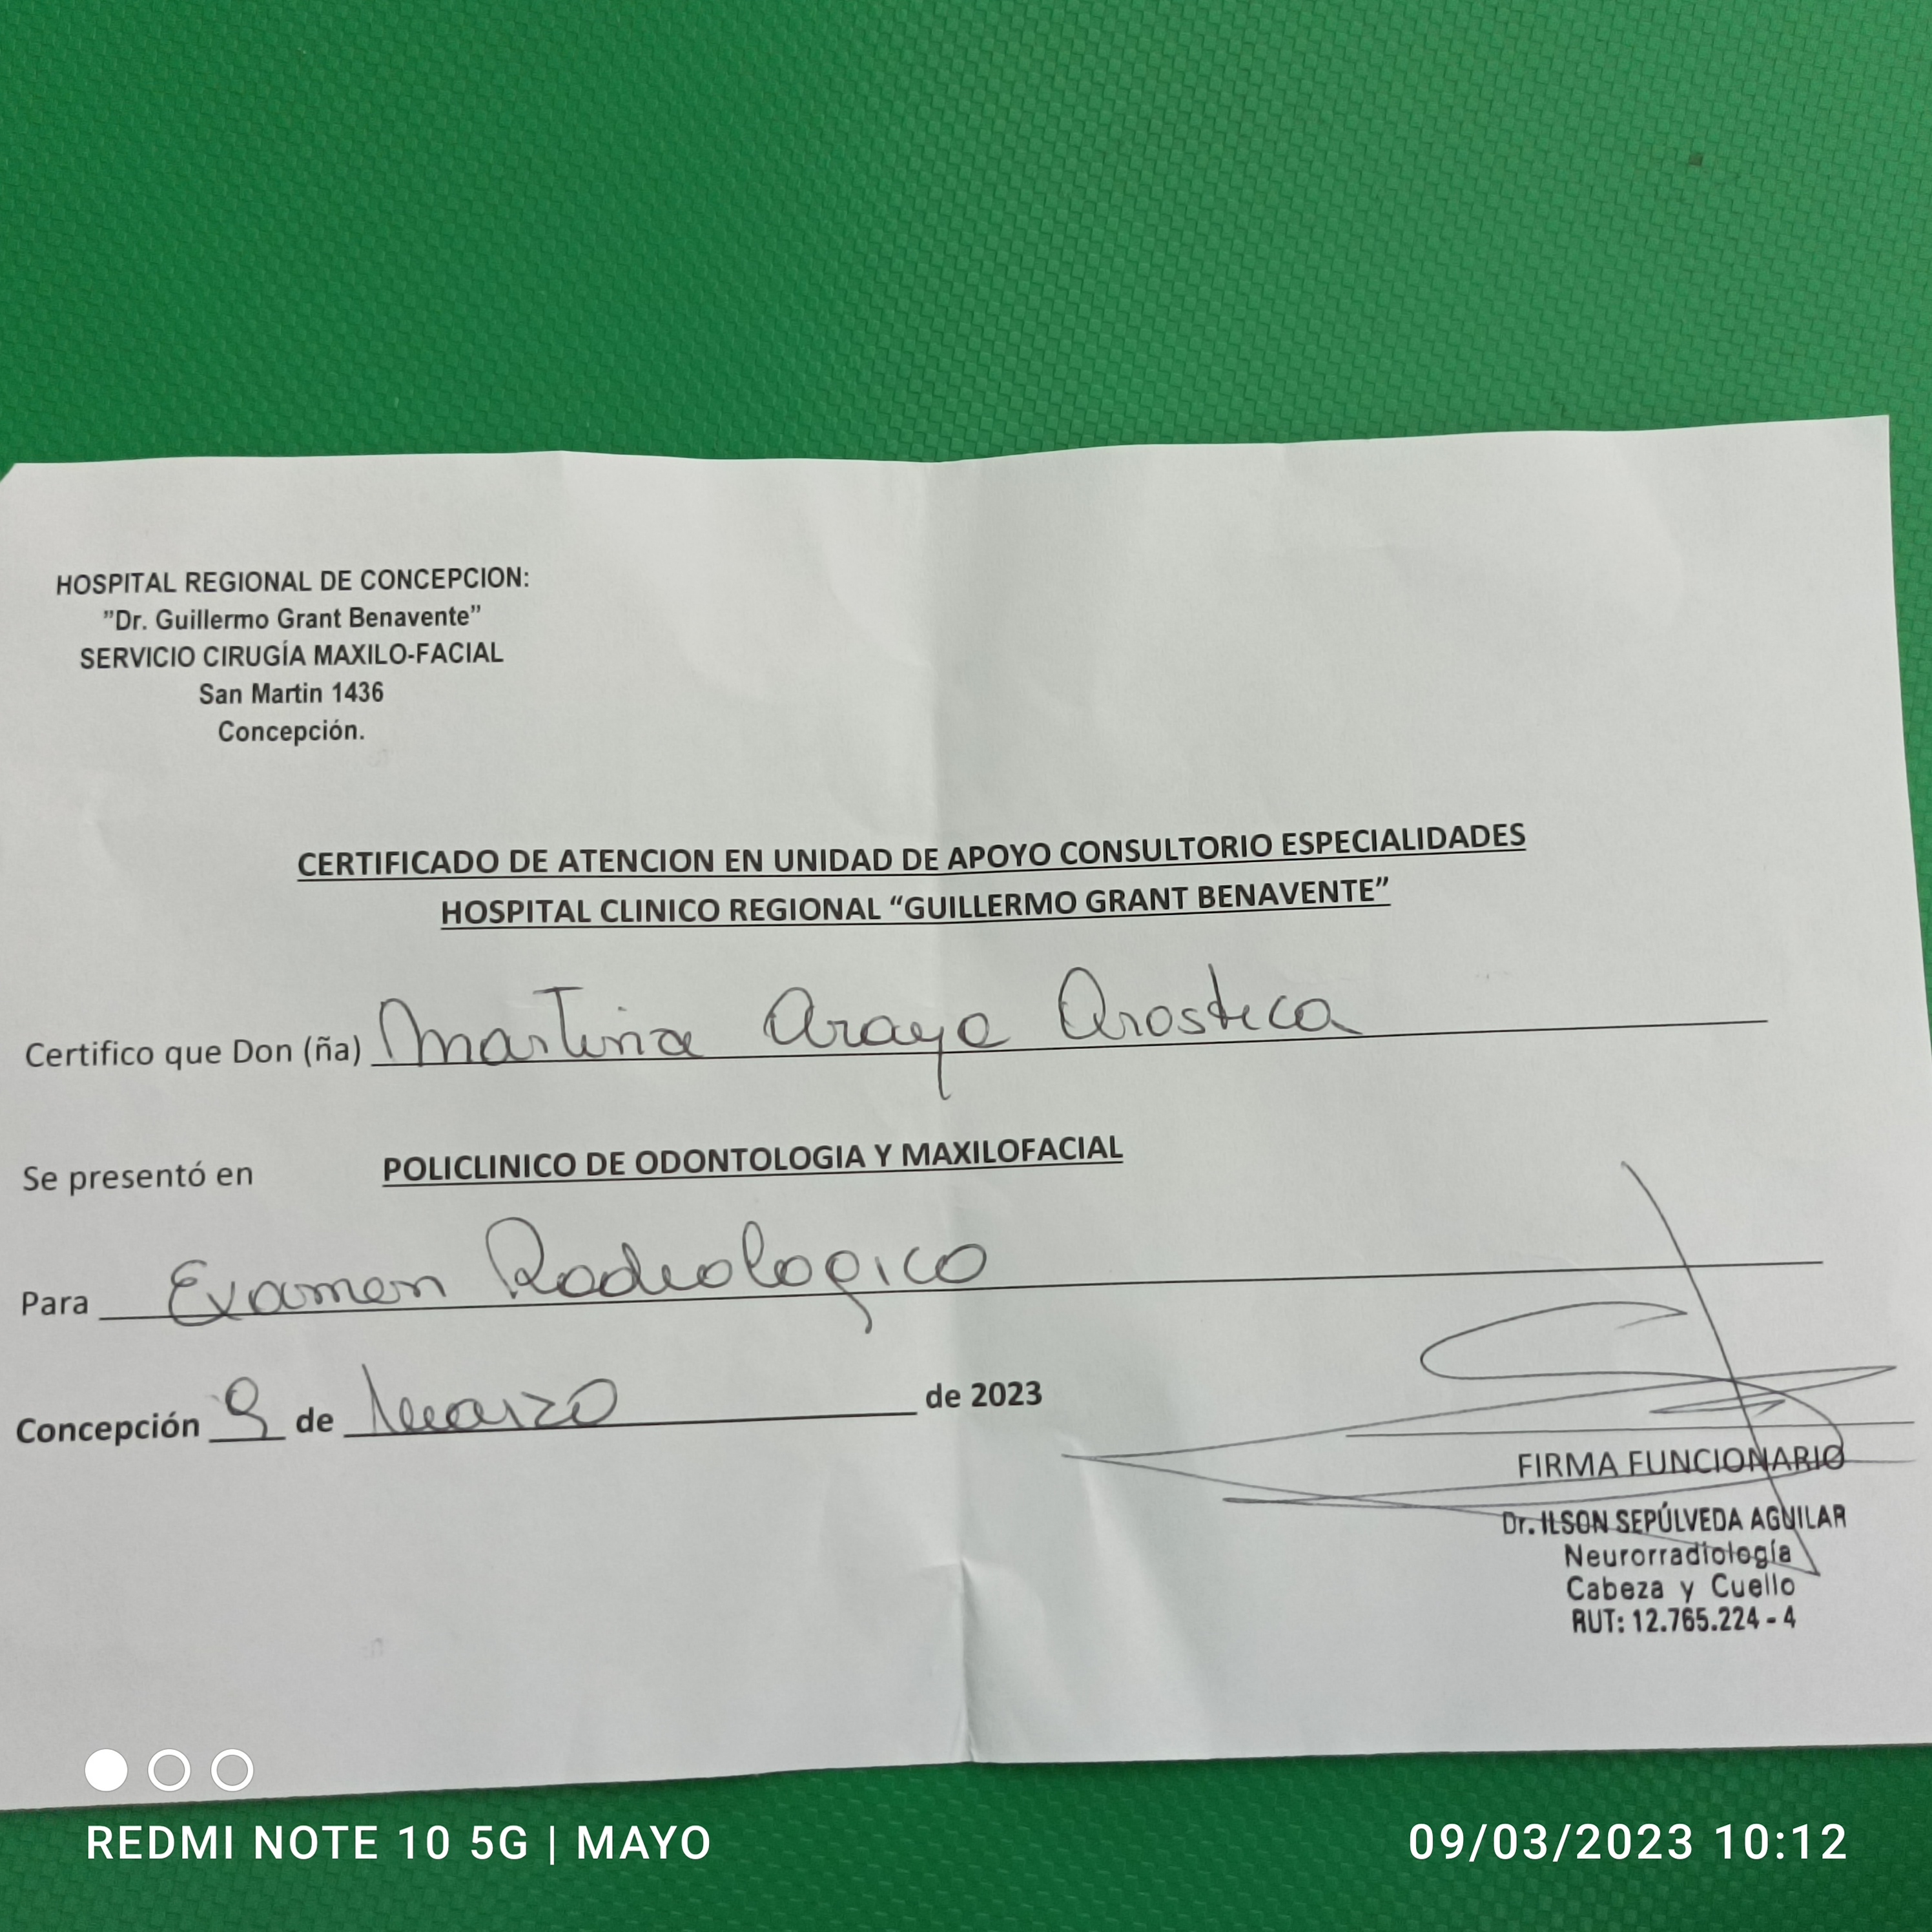 HOSPITAL REGIONAL DE CONCEPCION:
"Dr. Guillermo Grant Benavente"
SERVICIO CIRUGÍA MAXILO-FACIAL
San Martin 1436
Concepción.
CERTIFICADO DE ATENCION EN UNIDAD DE APOYO CONSULTORIO ESPECIALIDADES
HOSPITAL CLINICO REGIONAL “GUILLERMO GRANT BENAVENTE”
Certifico que Don (ña) Martina Araya Arosteca
Se presentó en POLICLINICO DE ODONTOLOGIA Y MAXILOFACIAL
Para Examen Radiologico
Concepción 9 de Marzo de 2023
FIRMA FUNCIONARIO
Dr. ILSON SEPÚLVEDA AGUILAR
Neurorradiología
Cabeza y Cuello
RUT: 12.765.224 - 4
REDMI NOTE 10 5G | MAYO
09/03/2023 10:12